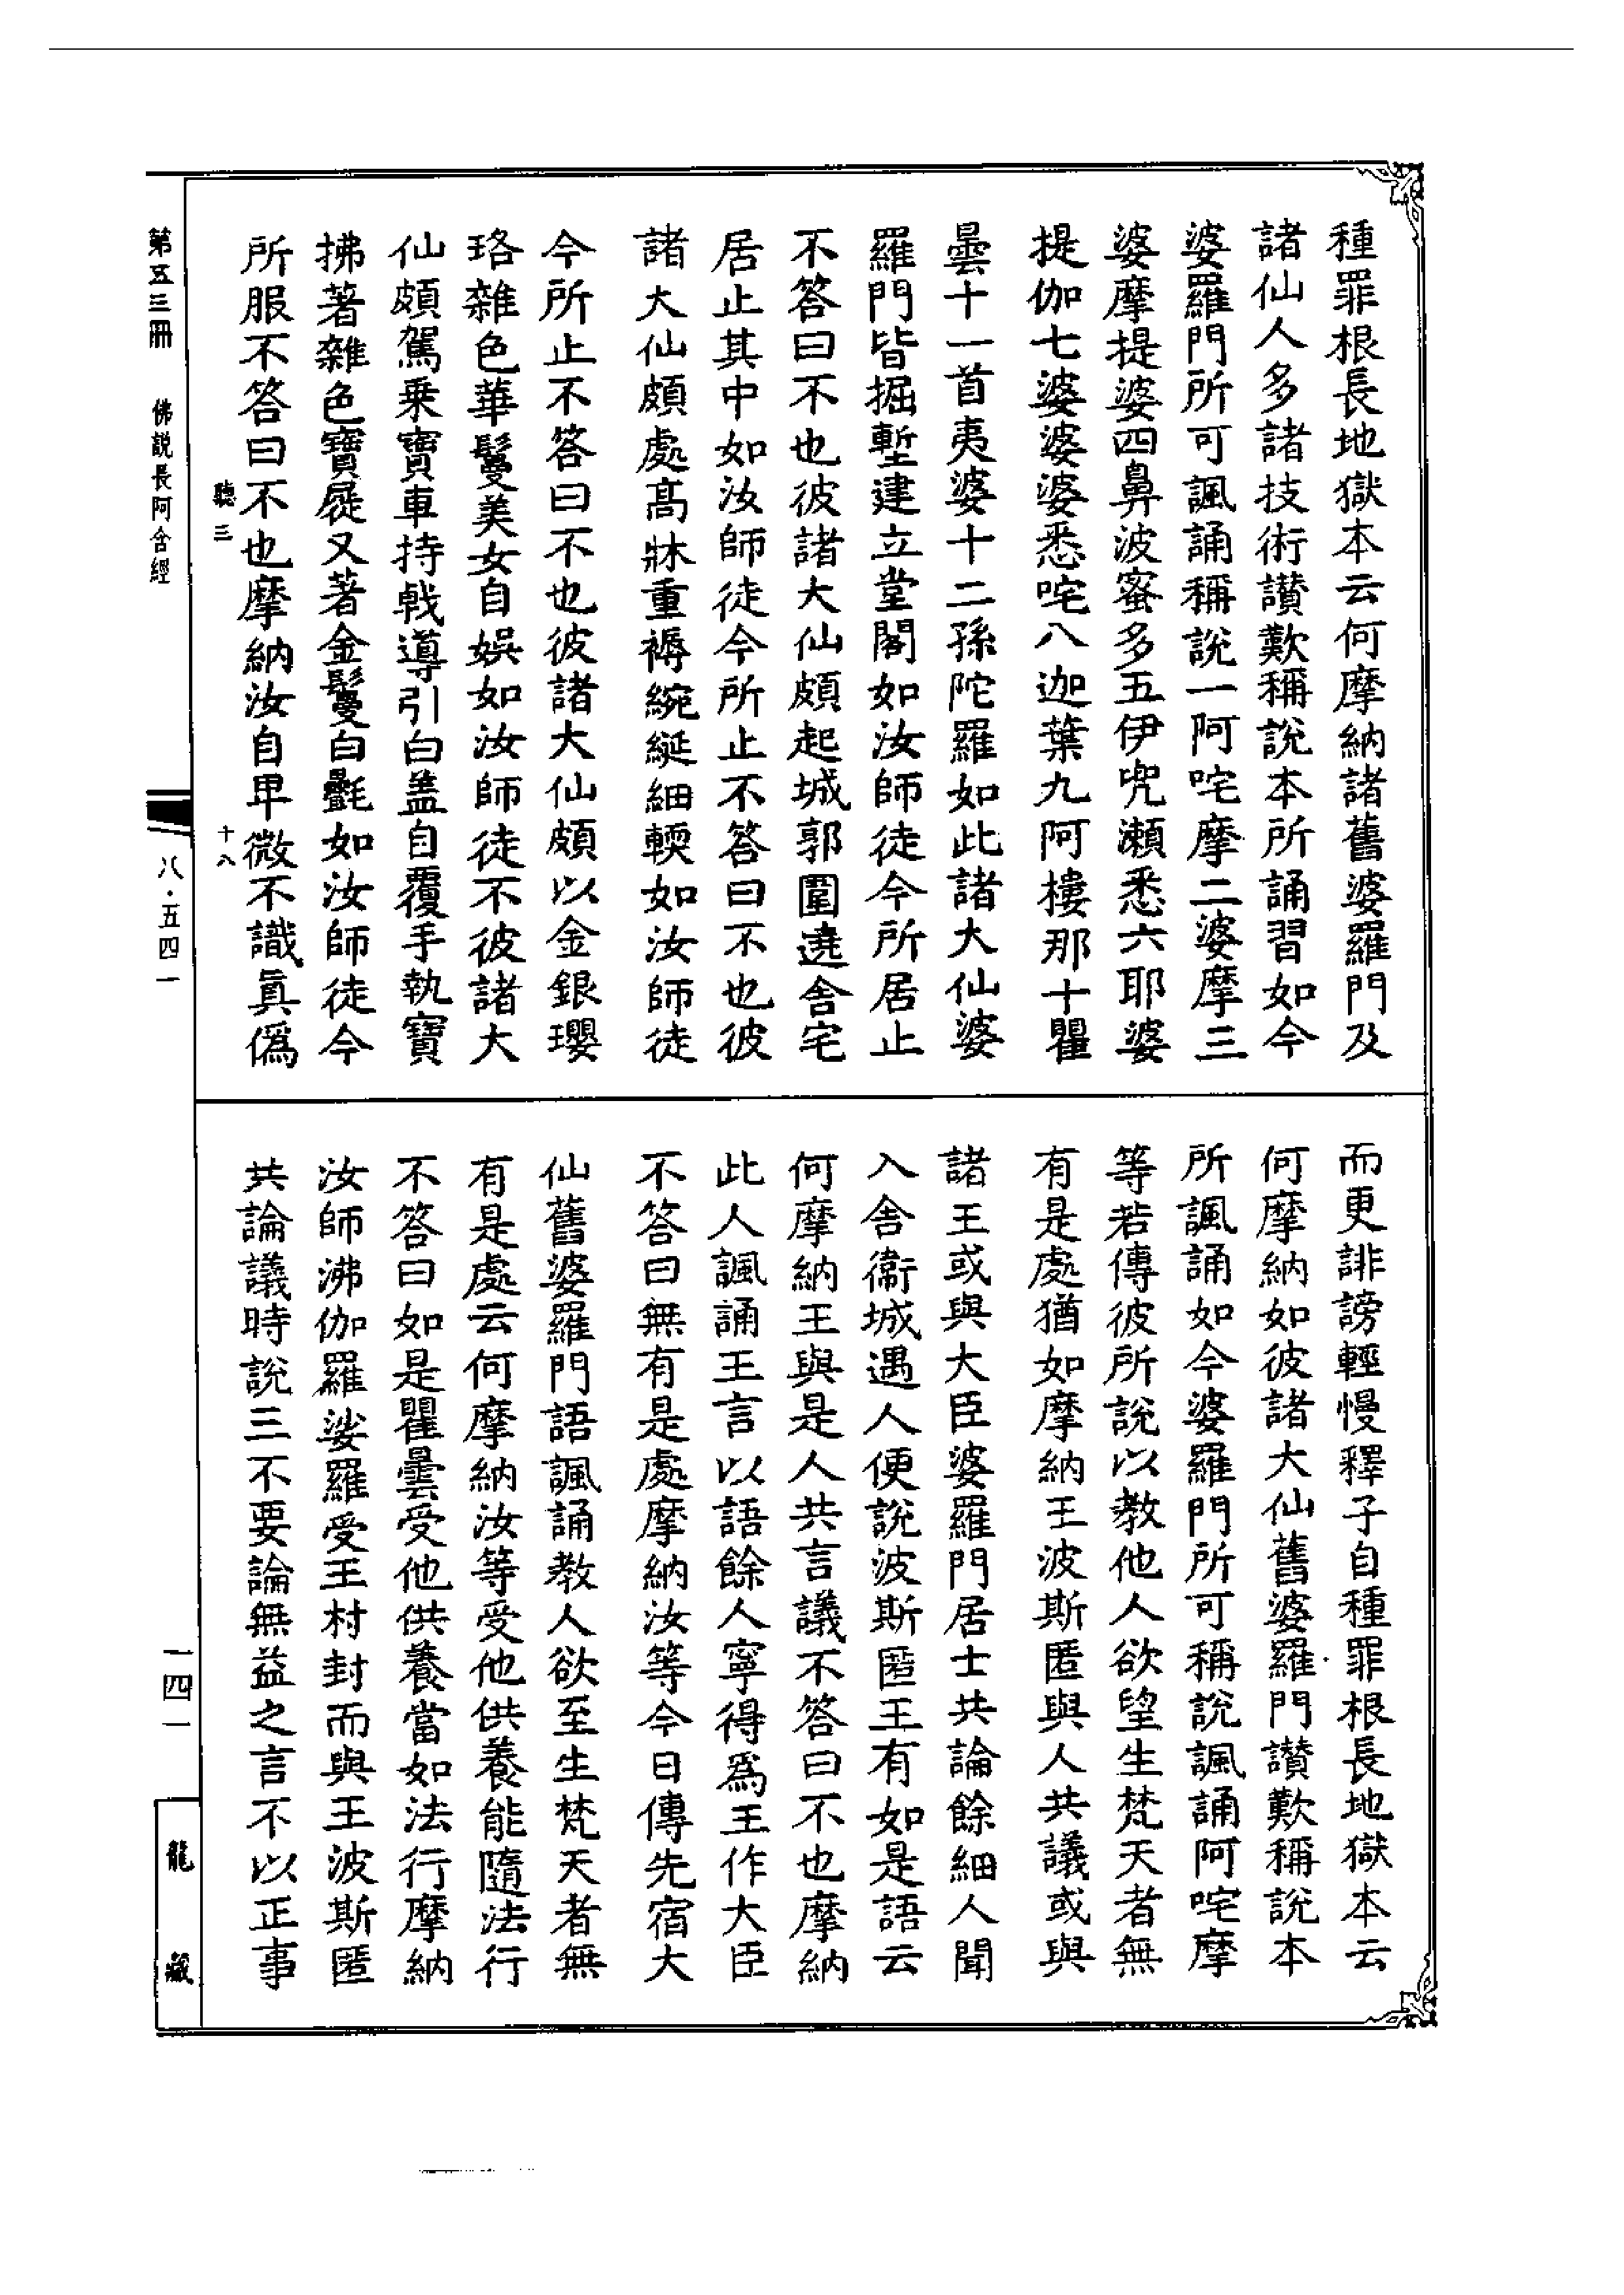 種罪根長地獄本云何摩納諸舊婆羅門及
諸仙人多諸技術讃歎稱說本所誦習如今
婆羅門所可諷誦稱說一阿咤摩二婆摩三
婆摩提婆四鼻波蜜多五伊兜瀨悉六耶婆
提伽七婆婆婆悉咤八迦葉九阿樓那十瞿
曇十一首夷婆十二孫陀羅如此諸大仙婆
羅門皆掘塹建立堂閣如汝師徒今所居止
不答曰不也彼諸大仙頗起城郭圍遶舍宅
居止其中如汝師徒今所止不答曰不也彼
諸大仙頗處髙牀重褥綩綖細輭如汝師徒
今所止不答曰不也彼諸大仙頗以金銀瓔
珞雜色華鬘美女自娛如汝師徒不彼諸大
仙頗駕乗寶車持戟導引白盖自覆手執寶
拂著雜色寶屣又著金鬘白㲲如汝師徒今
所服不答曰不也摩納汝自甲微不識真僞
而更誹謗輕慢釋子自種罪根長地獄本云
何摩納如彼諸大仙舊婆羅門讃歎稱說本
所諷誦如今婆羅門所可稱說諷誦阿咤摩
等若傳彼所說以教他人欲望生梵天者無
有是處猶如摩納王波斯匿與人共議或與
諸王或與大臣婆羅門居士共論餘細人聞
入舍衞城遇人便說波斯匿王有如是語云
何摩納王與是人共言議不答曰不也摩納
此人諷誦王言以語餘人寧得爲王作大臣
不答曰無有是處摩納汝等今日傳先宿大
仙舊婆羅門語諷誦教人欲至生梵天者無
有是處云何摩納汝等受他供養能隨法行
不答曰如是瞿曇受他供養當如法行摩納
汝師沸伽羅娑羅受王村封而與王波斯匿
共論議時說三不要論無益之言不以正事
聽三
十八
第五三冊
佛説長阿含經
八·五四一
一四一
龍藏